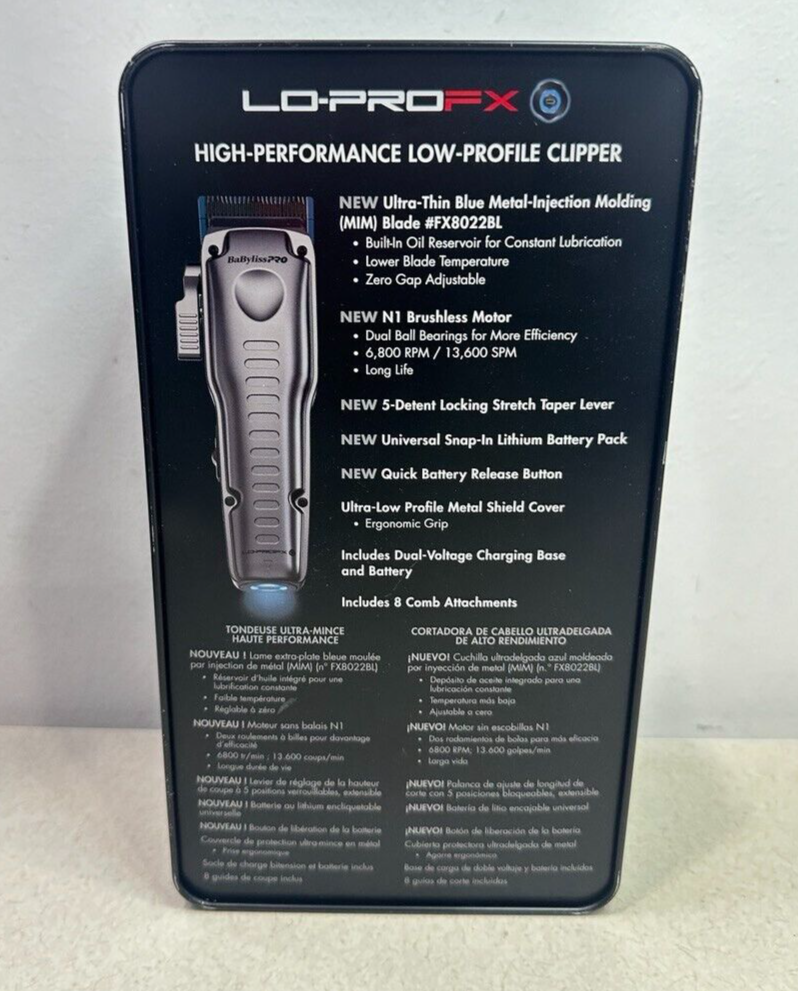 LO-PROFX
HIGH-PERFORMANCE LOW-PROFILE CLIPPER
BaBylissPRO
LO-PROFX
NEW Ultra-Thin Blue Metal-Injection Molding
(MIM) Blade #FX8022BL
• Built-In Oil Reservoir for Constant Lubrication
• Lower Blade Temperature
• Zero Gap Adjustable
NEW N1 Brushless Motor
• Dual Ball Bearings for More Efficiency
• 6,800 RPM / 13,600 SPM
• Long Life
NEW 5-Detent Locking Stretch Taper Lever
NEW Universal Snap-In Lithium Battery Pack
NEW Quick Battery Release Button
Ultra-Low Profile Metal Shield Cover
• Ergonomic Grip
Includes Dual-Voltage Charging Base
and Battery
Includes 8 Comb Attachments
TONDEUSE ULTRA-MINCE
HAUTE PERFORMANCE
NOUVEAU ! Lame extra-plate bleue moulée
par injection de métal (MIM) (n° FX8022BL)
• Réservoir d'huile intégré pour une
lubrification constante
• Faible température
• Réglable à zéro
NOUVEAU ! Moteur sans balais N1
• Deux roulements à billes pour davantage
d'efficacité
• 6800 tr/min ; 13.600 coups/min
• Longue durée de vie
NOUVEAU ! Levier de réglage de la hauteur
de coupe à 5 positions verrouillables, extensible
NOUVEAU ! Batterie au lithium encliquetable
universelle
NOUVEAU ! Bouton de libération de la batterie
Couvercle de protection ultra-mince en métal
• Prise ergonomique
Socle de charge bitension et batterie inclus
8 guides de coupe inclus
CORTADORA DE CABELLO ULTRADELGADA
DE ALTO RENDIMIENTO
¡NUEVO! Cuchilla ultradelgada azul moldeada
por inyección de metal (MIM) (n.° FX8022BL)
• Depósito de aceite integrado para una
lubricación constante
• Temperatura más baja
• Ajustable a cero
¡NUEVO! Motor sin escobillas N1
• Dos rodamientos de bolas para más eficacia
• 6800 RPM; 13.600 golpes/min
• Larga vida
¡NUEVO! Palanca de ajuste de longitud de
corte con 5 posiciones bloqueables, extensible
¡NUEVO! Batería de litio encajable universal
¡NUEVO! Botón de liberación de la batería
Cubierta protectora ultradelgada de metal
• Agarre ergonómico
Base de carga de doble voltaje y batería incluidas
8 guías de corte incluidas